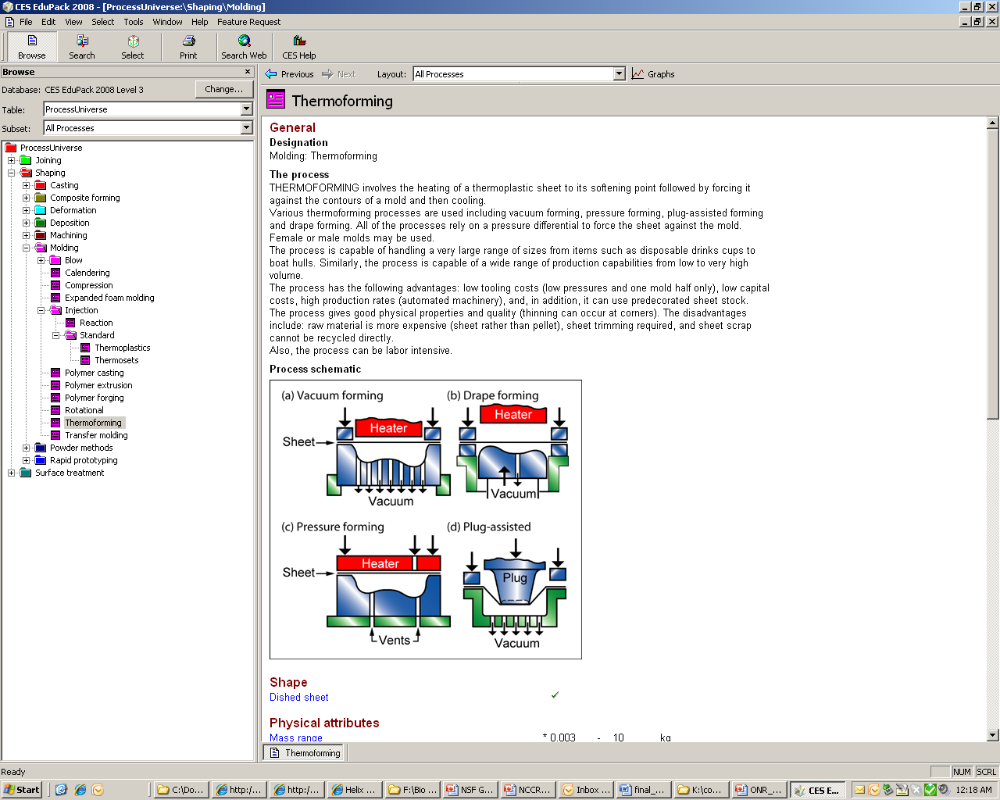 CES EduPack 2008 - [ProcessUniverse:\Shaping\Molding]
File Edit View Select Tools Window Help Feature Request
Browse Search Select Print Search Web CES Help
Browse
Database: CES EduPack 2008 Level 3 Change...
Table: ProcessUniverse
Subset: All Processes
ProcessUniverse
Joining
Shaping
Casting
Composite forming
Deformation
Deposition
Machining
Molding
Blow
Calendering
Compression
Expanded foam molding
Injection
Reaction
Standard
Thermoplastics
Thermosets
Polymer casting
Polymer extrusion
Polymer forging
Rotational
Thermoforming
Transfer molding
Powder methods
Rapid prototyping
Surface treatment
Previous Next Layout: All Processes Graphs
Thermoforming
General
Designation
Molding: Thermoforming
The process
THERMOFORMING involves the heating of a thermoplastic sheet to its softening point followed by forcing it
against the contours of a mold and then cooling.
Various thermoforming processes are used including vacuum forming, pressure forming, plug-assisted forming
and drape forming. All of the processes rely on a pressure differential to force the sheet against the mold.
Female or male molds may be used.
The process is capable of handling a very large range of sizes from items such as disposable drinks cups to
boat hulls. Similarly, the process is capable of a wide range of production capabilities from low to very high
volume.
The process has the following advantages: low tooling costs (low pressures and one mold half only), low capital
costs, high production rates (automated machinery), and, in addition, it can use predecorated sheet stock.
The process gives good physical properties and quality (thinning can occur at corners). The disadvantages
include: raw material is more expensive (sheet rather than pellet), sheet trimming required, and sheet scrap
cannot be recycled directly.
Also, the process can be labor intensive.
Process schematic
(a) Vacuum forming (b) Drape forming
Heater
Heater
Sheet
Vacuum
Vacuum
(c) Pressure forming (d) Plug-assisted
Heater
Sheet
Plug
Vents
Vacuum
Shape
Dished sheet
Physical attributes
Mass range * 0.003 - 10 kg
Thermoforming
Ready NUM SCRL
Start C:\Do... http:/... http:/... Helix ... F:\Bio ... NSF G... NCCR... Inbox ... final_... K:\co... ONR_... CES E... 12:18 AM